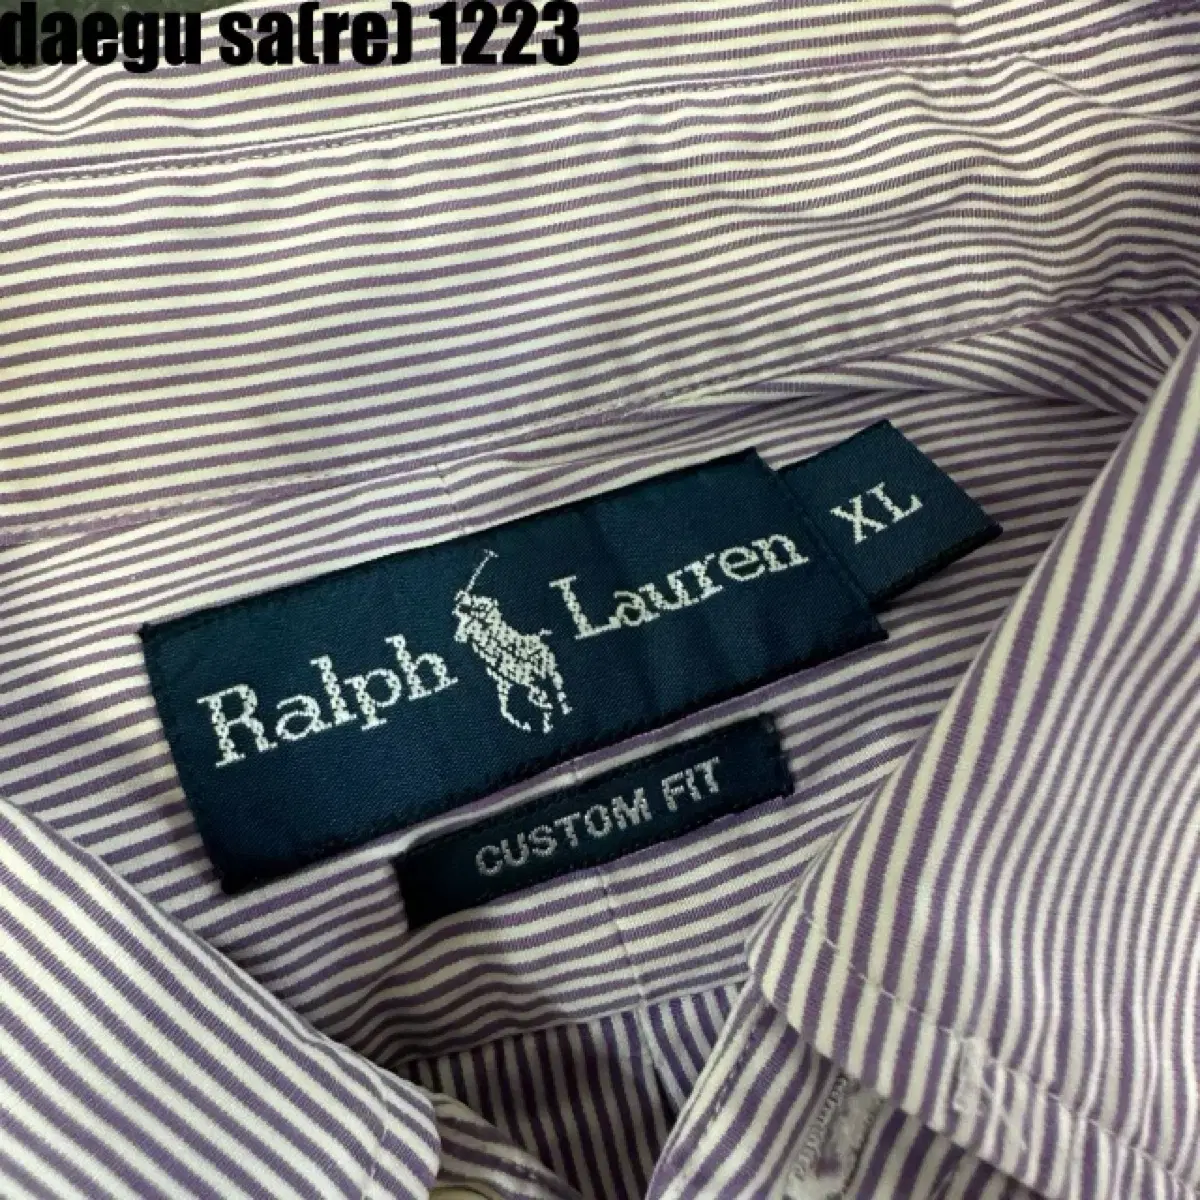 daegu sa(re) 1223
Ralph Lauren
XL
CUSTOM FIT